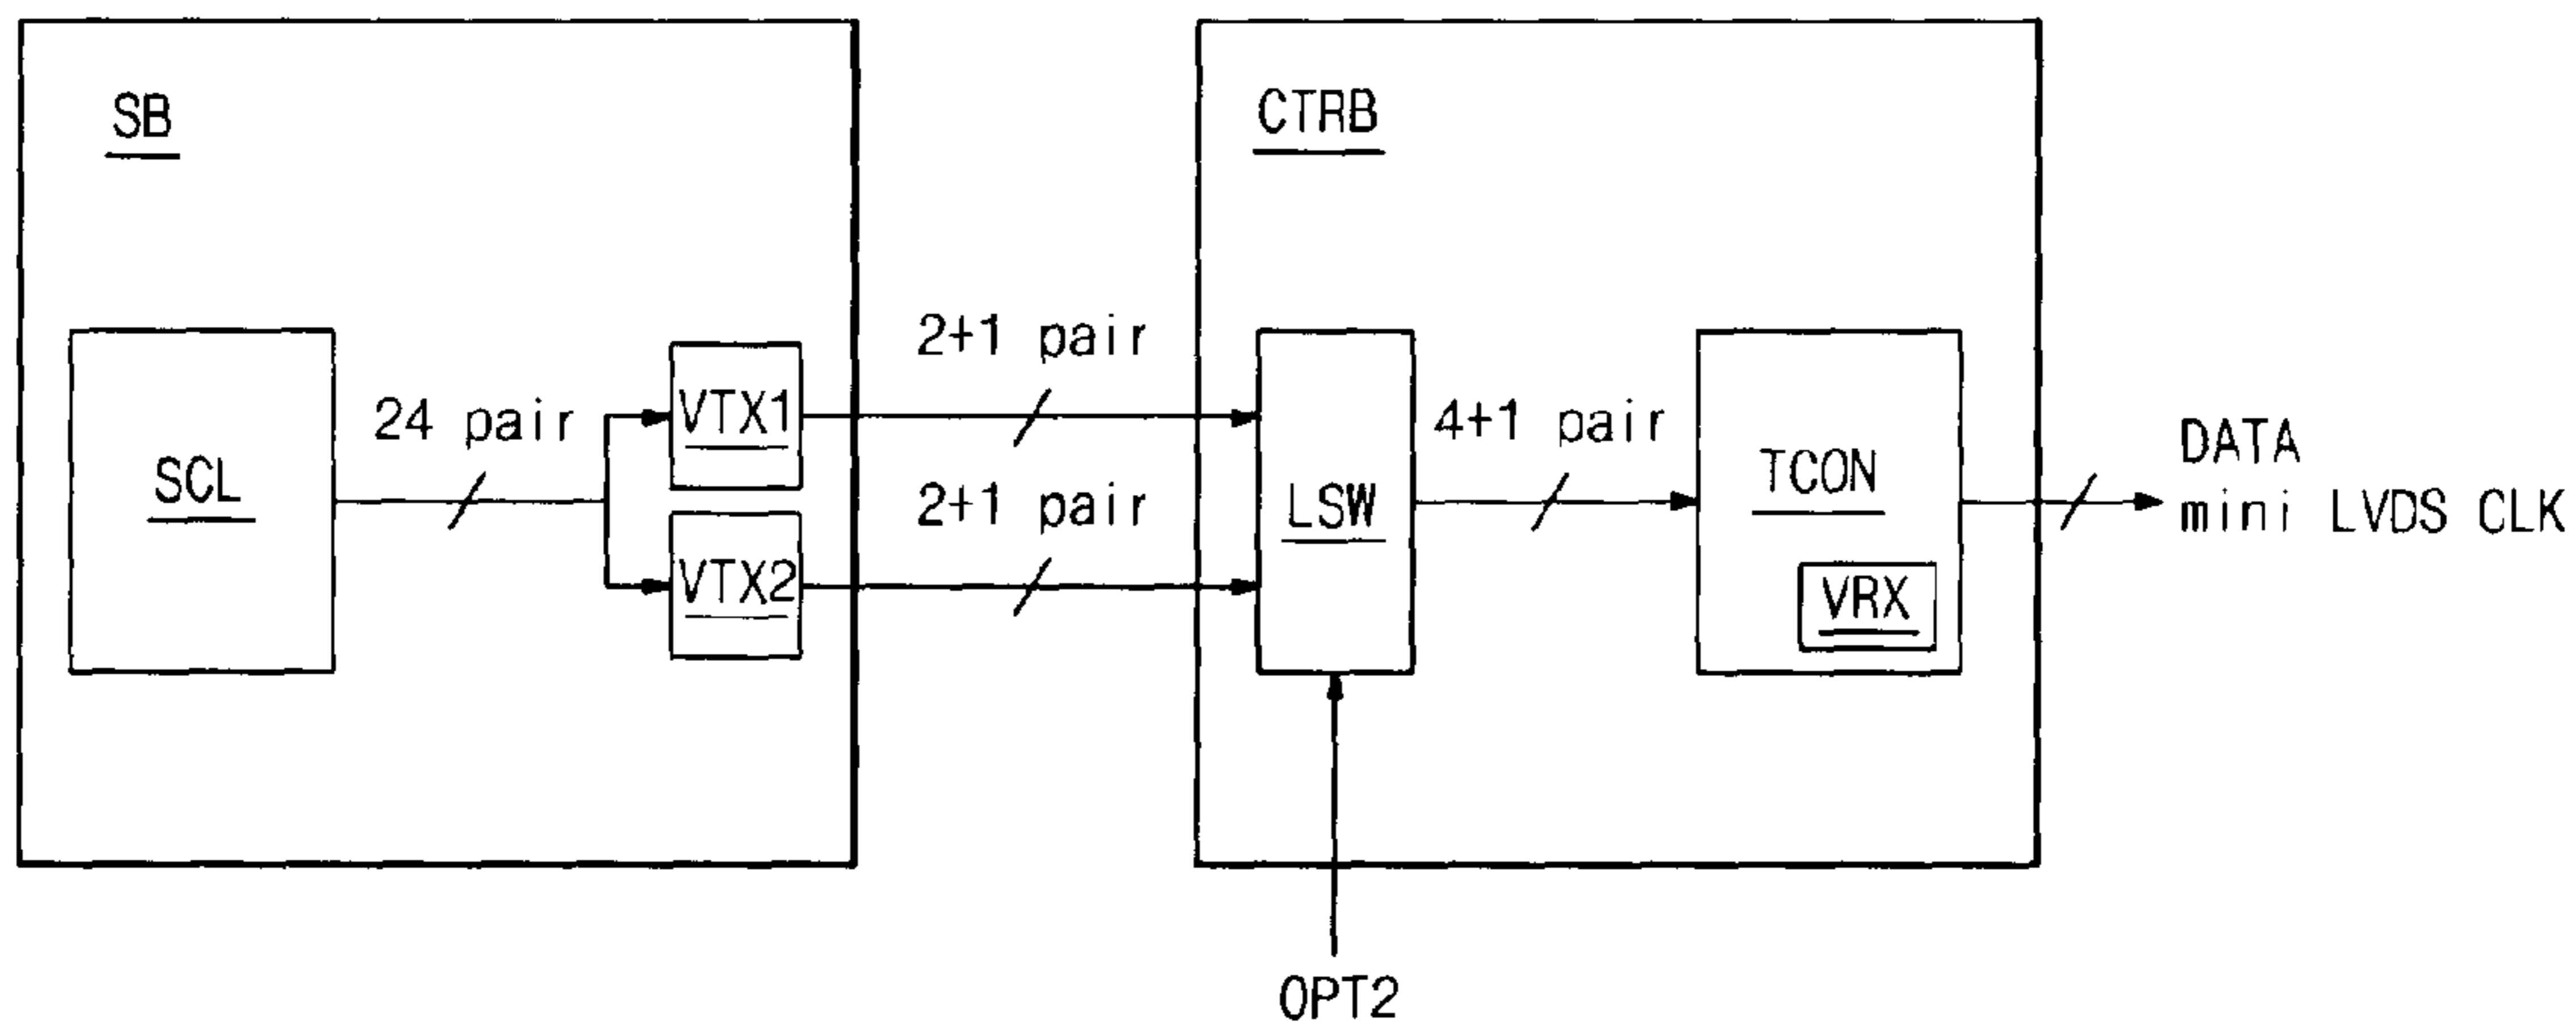 SB
CTRB
2+1 pair
24 pair
VTX1
4+1 pair
DATA
mini LVDS CLK
SCL
2+1 pair
LSW
TCON
VTX2
VRX
OPT2